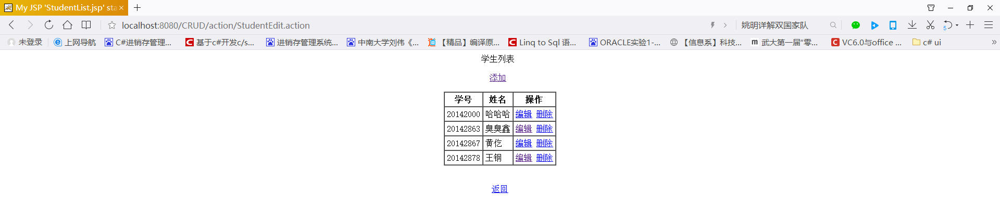 My JSP 'StudentList.jsp' sta
localhost:8080/CRUD/action/StudentEdit.action 姚明详解双国家队 5
未登录 上网导航 C#进销存管理... 基于c#开发c/s... 进销存管理系统... 中南大学刘伟《... 【精品】编译原... Linq to Sql 语... ORACLE实验1-... 【信息系】科技... 武大第一届“零... VC6.0与office ... c# ui
学生列表
添加
学号 姓名 操作
20142000 哈哈哈 编辑 删除
20142863 臭臭鑫 编辑 删除
20142867 黄仡 编辑 删除
20142878 王钢 编辑 删除
返回